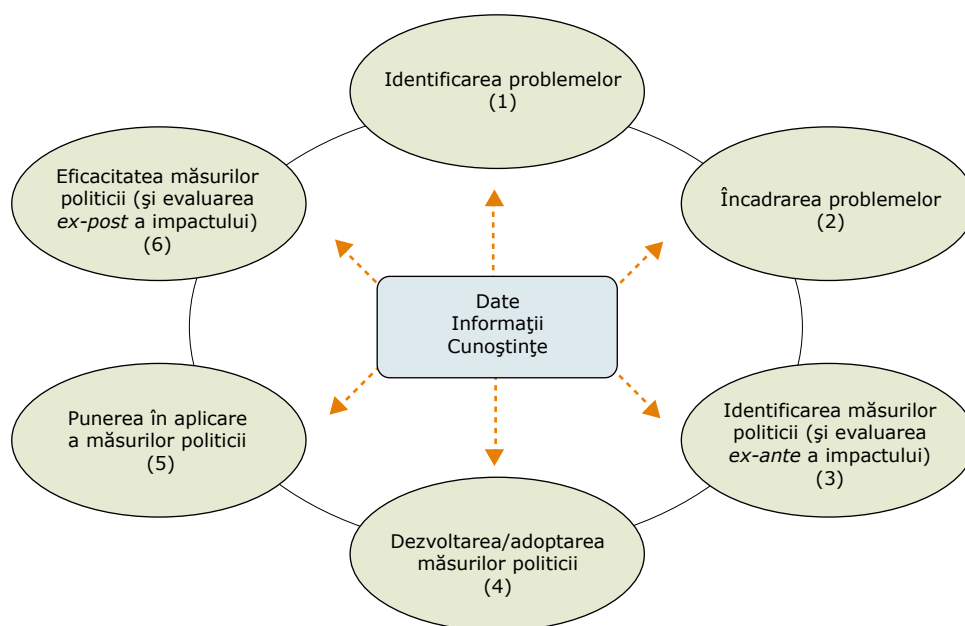 Identificarea problemelor
(1)
Încadrarea problemelor
(2)
Identificarea măsurilor
politicii (şi evaluarea
ex-ante a impactului)
(3)
Dezvoltarea/adoptarea
măsurilor politicii
(4)
Punerea în aplicare
a măsurilor politicii
(5)
Eficacitatea măsurilor
politicii (şi evaluarea
ex-post a impactului)
(6)
Date
Informaţii
Cunoştinţe